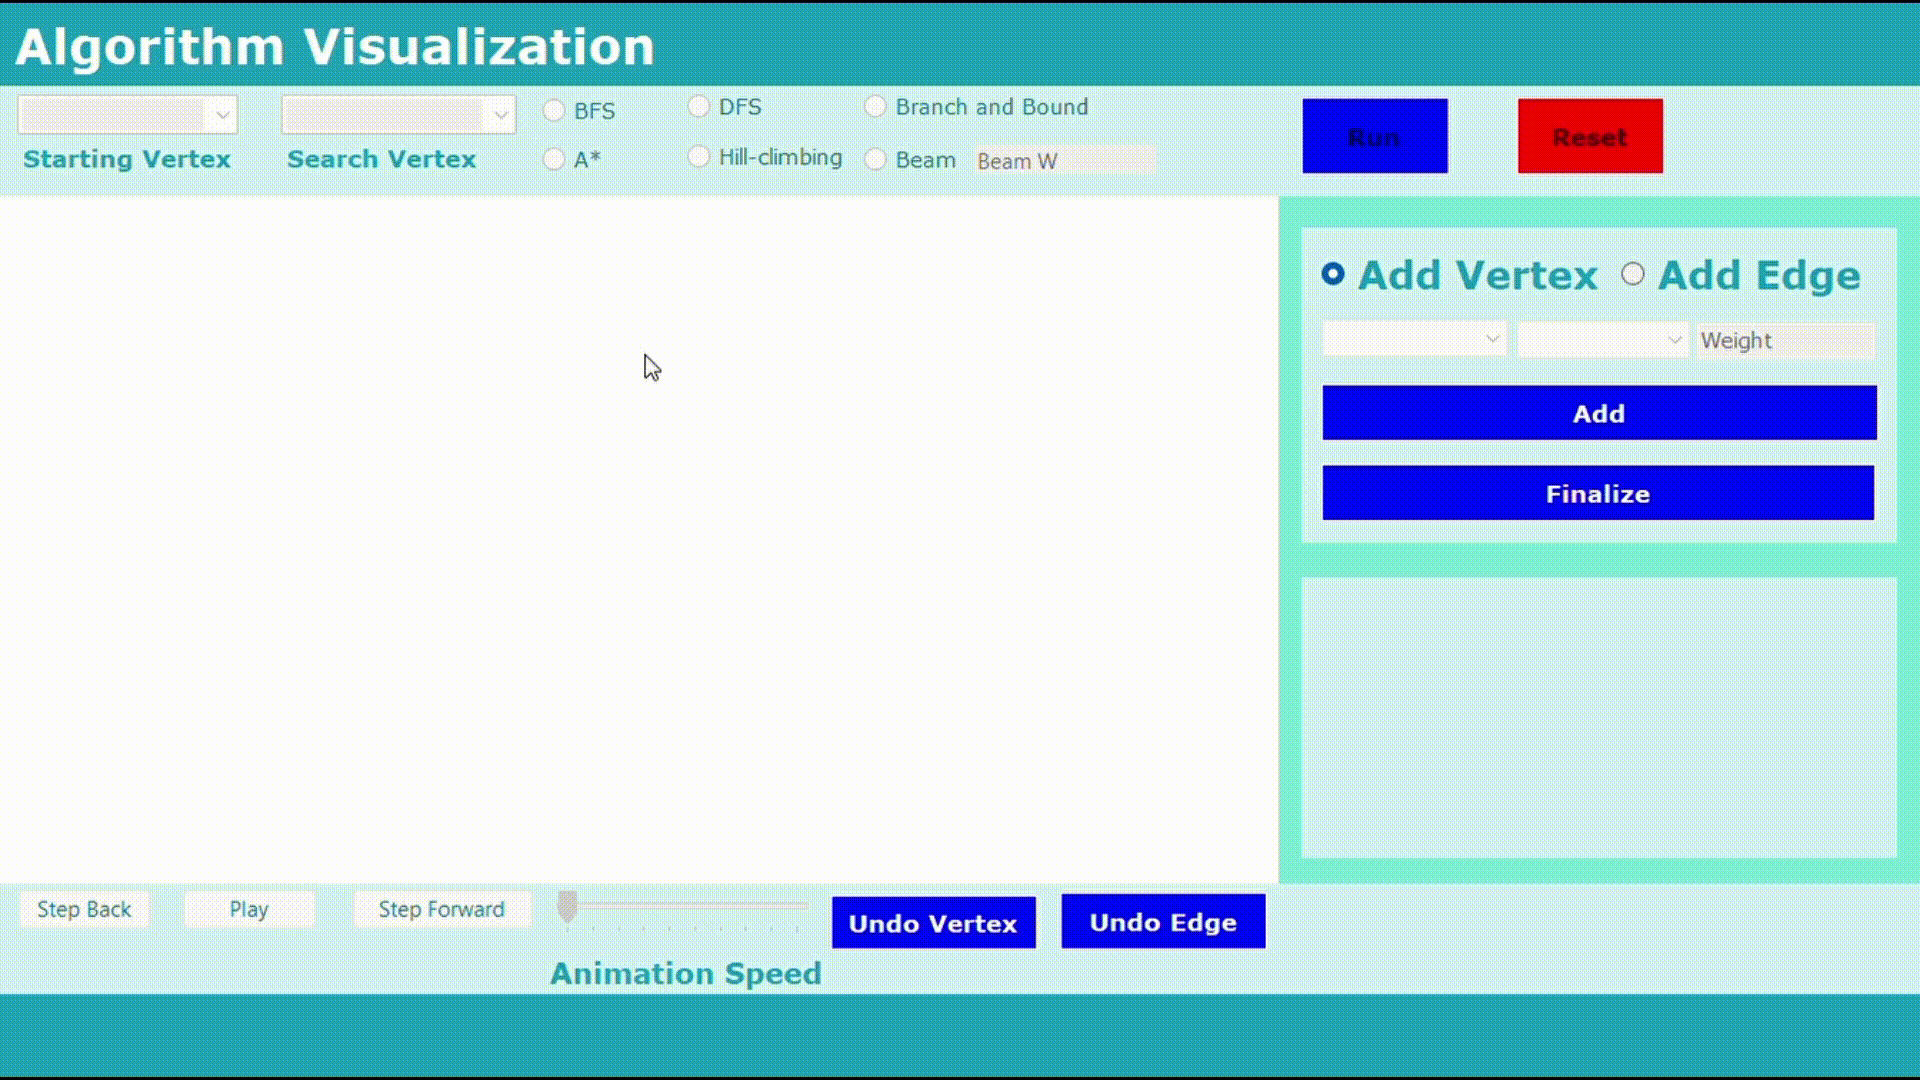 Algorithm Visualization
BFS
DFS
Branch and Bound
Run
Reset
Starting Vertex
Search Vertex
A*
Hill-climbing
Beam
Beam W
Add Vertex
Add Edge
Weight
Add
Finalize
Step Back
Play
Step Forward
Undo Vertex
Undo Edge
Animation Speed